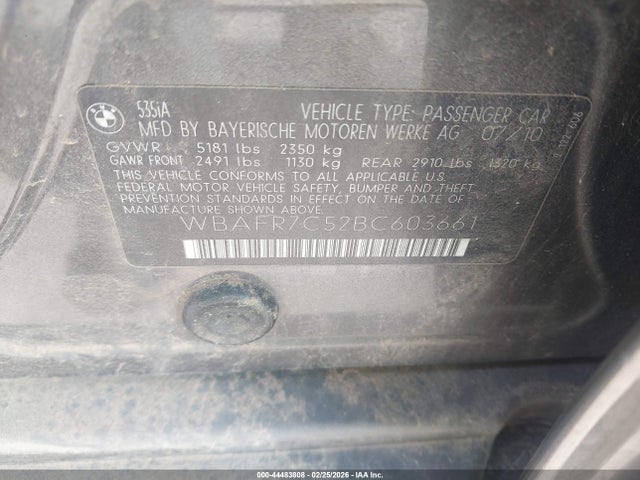 BMW
535iA VEHICLE TYPE: PASSENGER CAR
MFD BY BAYERISCHE MOTOREN WERKE AG 07/10
GVWR 5181 lbs 2350 kg
GAWR FRONT 2491 lbs 1130 kg REAR 2910 lbs 1320 kg
THIS VEHICLE CONFORMS TO ALL APPLICABLE U.S.
FEDERAL MOTOR VEHICLE SAFETY, BUMPER AND THEFT
PREVENTION STANDARDS IN EFFECT ON THE DATE OF
MANUFACTURE SHOWN ABOVE.
WBAFR7C52BC603661
000-44483808 - 02/25/2026 - IAA Inc.